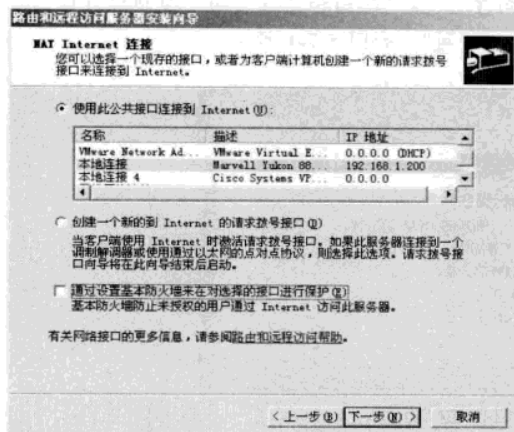 路由和远程访问服务器安装向导
NAT Internet 连接
您可以选择一个现存的接口，或者为客户端计算机创建一个新的请求拨号
接口来连接到 Internet。
使用此公共接口连接到 Internet(U):
名称 描述 IP 地址
VMware Network Ad... VMware Virtual E... 0.0.0.0 (DHCP)
本地连接 Marvell Yukon 88... 192.168.1.200
本地连接 4 Cisco Systems VP... 0.0.0.0
创建一个新的到 Internet 的请求拨号接口(D)
当客户端使用 Internet 时激活请求拨号接口。如果此服务器连接到一个
调制解调器或使用通过以太网的点对点协议，则选择此选项。请求拨号接
口向导将在此向导结束后启动。
通过设置基本防火墙来在对选择的接口进行保护(E)
基本防火墙防止未授权的用户通过 Internet 访问此服务器。
有关网络接口的更多信息，请参阅路由和远程访问帮助。
<上一步(B) 下一步(N) > 取消